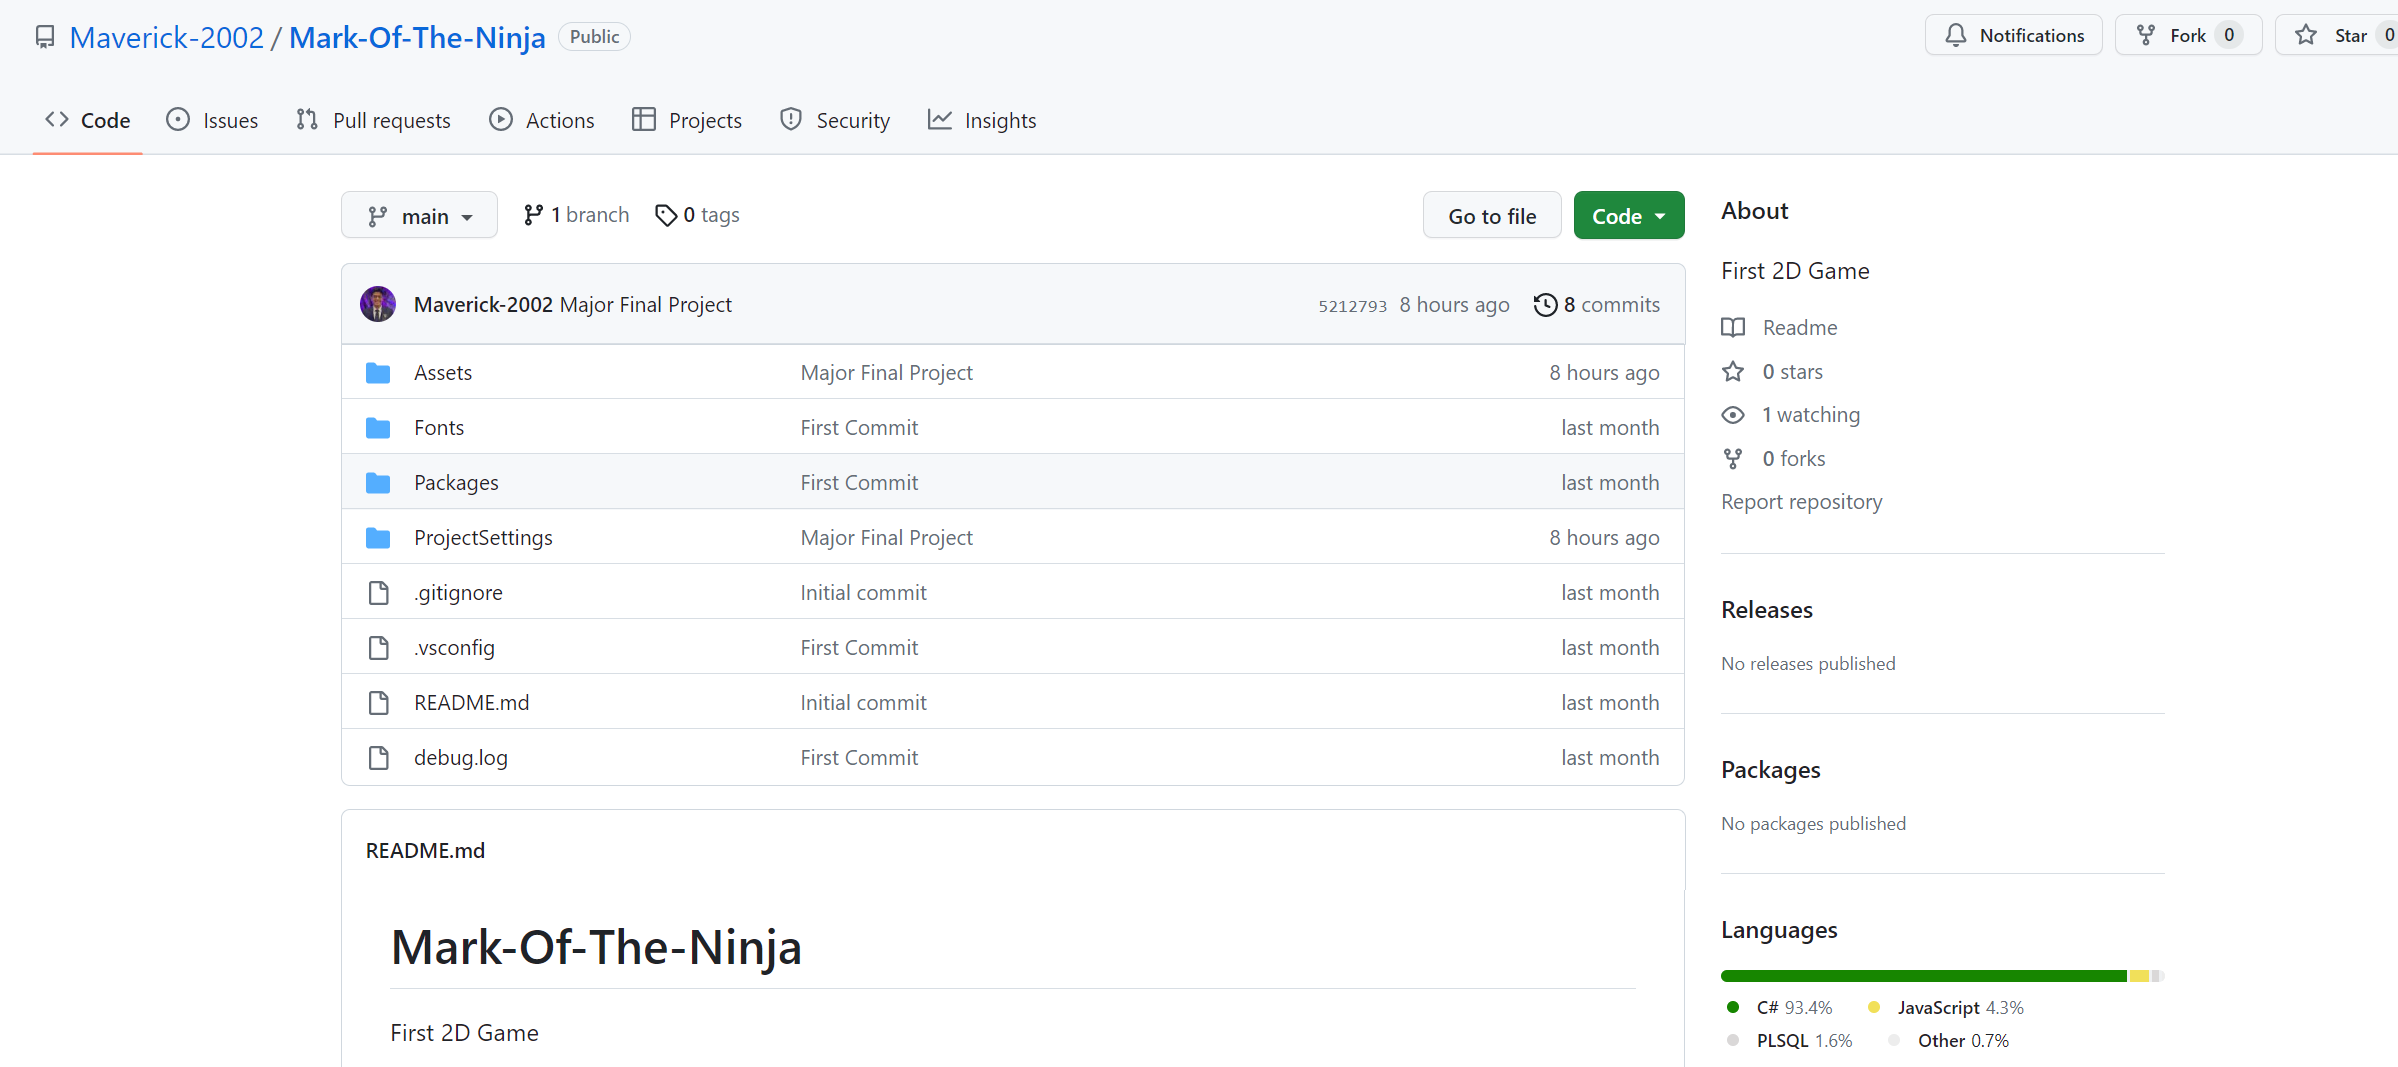 Maverick-2002 / Mark-Of-The-Ninja Public
Notifications Fork 0 Star 0
Code Issues Pull requests Actions Projects Security Insights
main 1 branch 0 tags Go to file Code
Maverick-2002 Major Final Project 5212793 8 hours ago 8 commits
Assets Major Final Project 8 hours ago
Fonts First Commit last month
Packages First Commit last month
ProjectSettings Major Final Project 8 hours ago
.gitignore Initial commit last month
.vsconfig First Commit last month
README.md Initial commit last month
debug.log First Commit last month
README.md
Mark-Of-The-Ninja
First 2D Game
About
First 2D Game
Readme
0 stars
1 watching
0 forks
Report repository
Releases
No releases published
Packages
No packages published
Languages
C# 93.4% JavaScript 4.3%
PLSQL 1.6% Other 0.7%